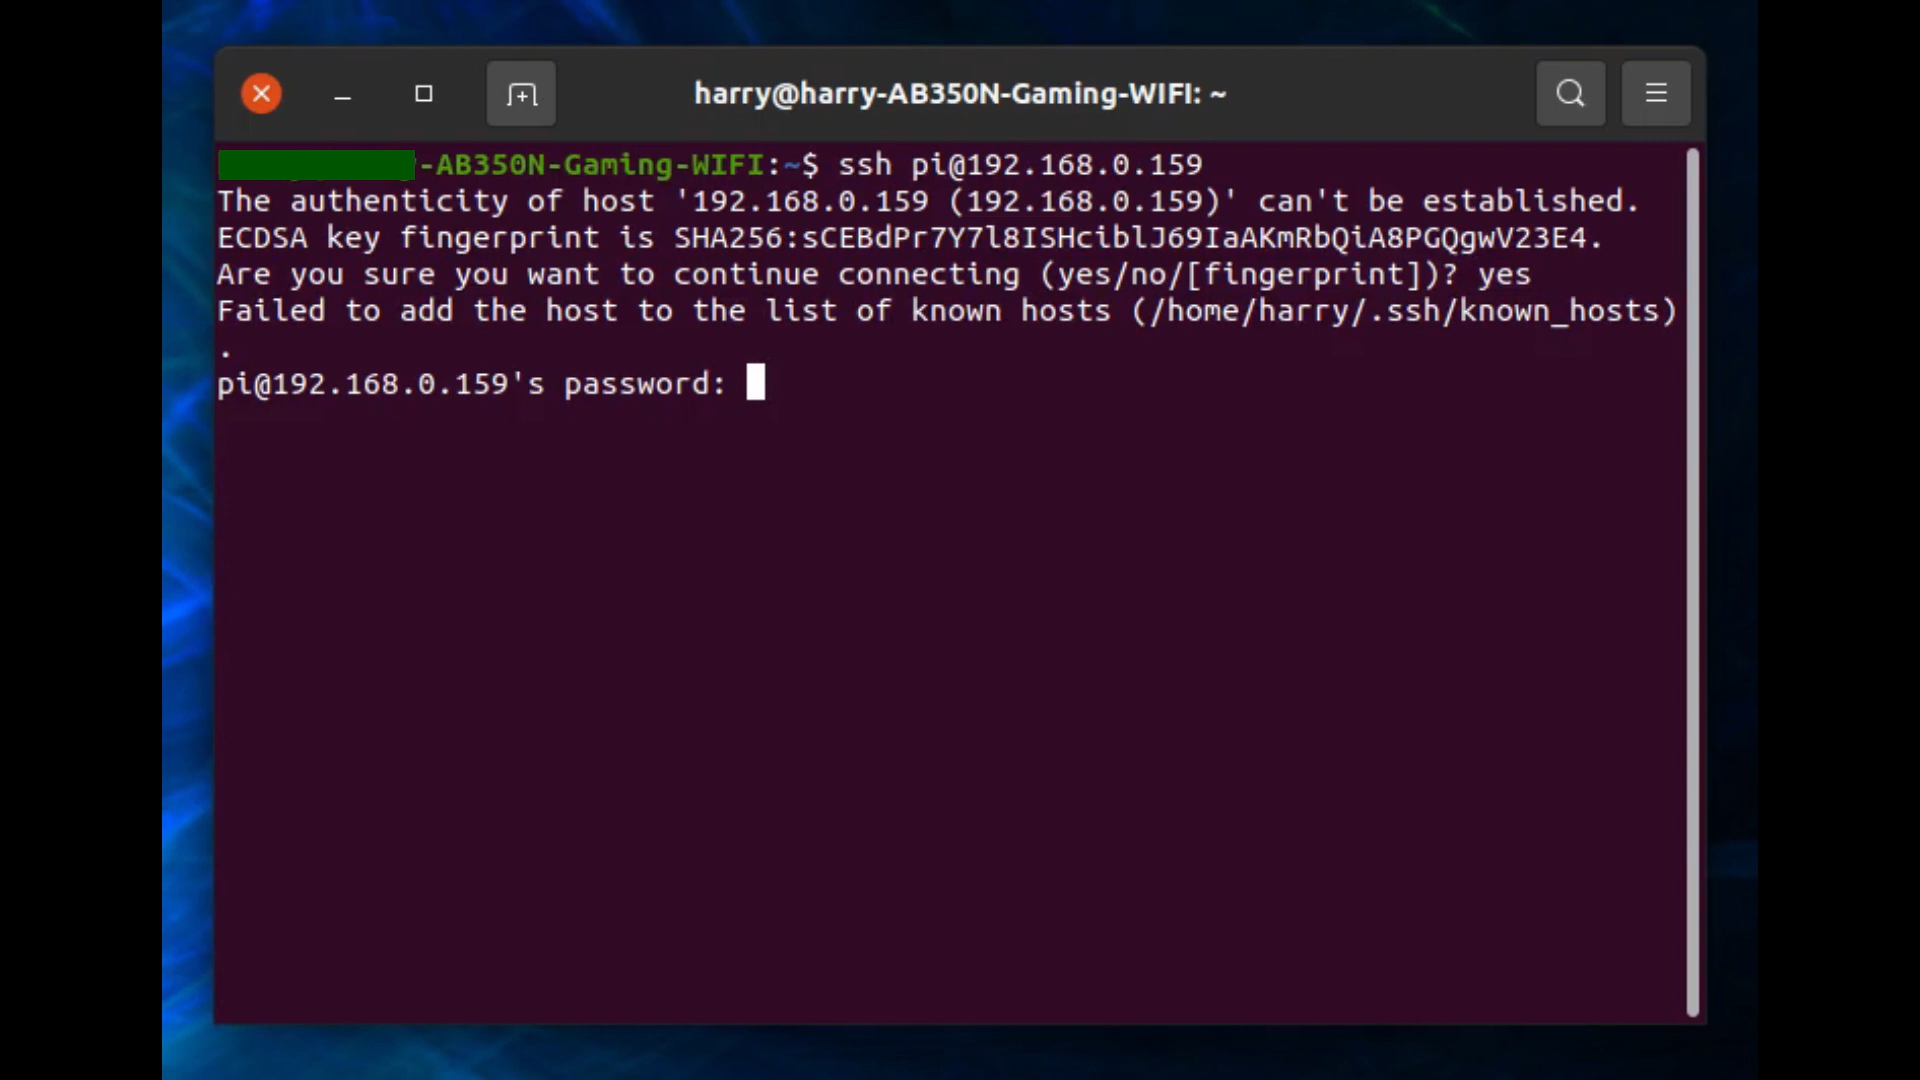 harry@harry-AB350N-Gaming-WIFI: ~
-AB350N-Gaming-WIFI:~$ ssh pi@192.168.0.159
The authenticity of host '192.168.0.159 (192.168.0.159)' can't be established.
ECDSA key fingerprint is SHA256:sCEBdPr7Y7l8ISHciblJ69IaAKmRbQiA8PGQgwV23E4.
Are you sure you want to continue connecting (yes/no/[fingerprint])? yes
Failed to add the host to the list of known hosts (/home/harry/.ssh/known_hosts)
.
pi@192.168.0.159's password: